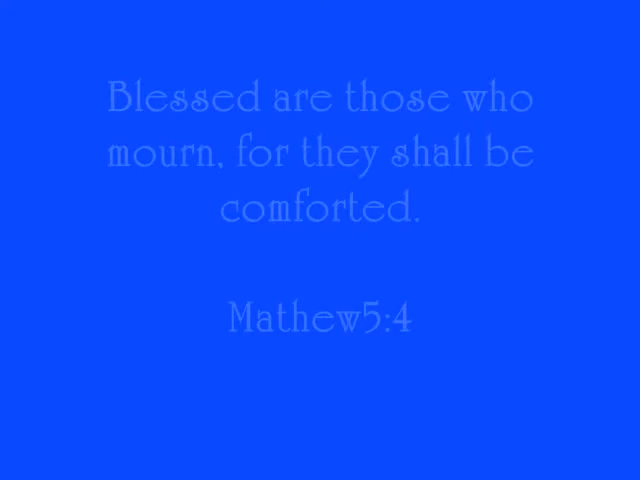 Blessed are those who
mourn, for they shall be
comforted.
Mathew5:4